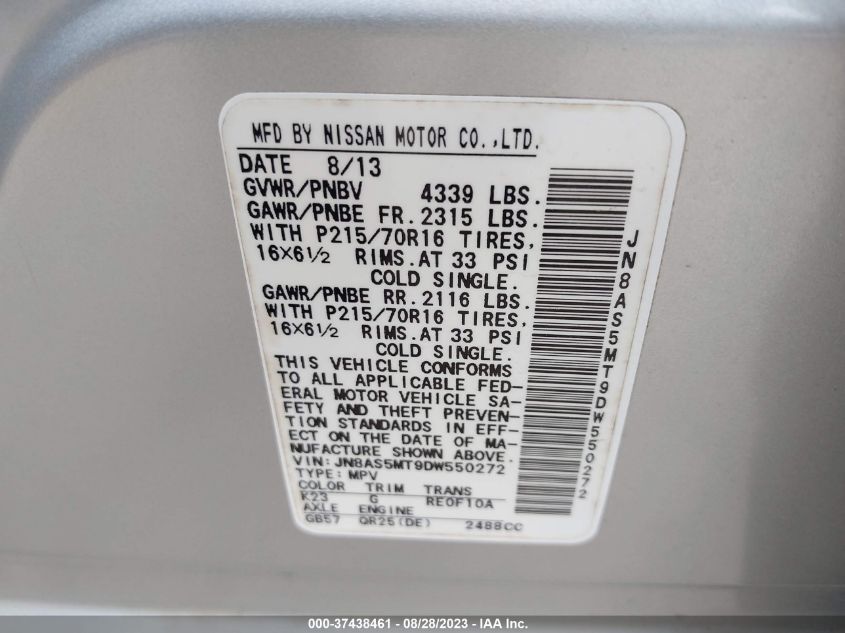 MFD BY NISSAN MOTOR CO.,LTD.
DATE 8/13
GVWR/PNBV 4339 LBS.
GAWR/PNBE FR.2315 LBS.
WITH P215/70R16 TIRES,
16X6½ RIMS.AT 33 PSI
COLD SINGLE.
GAWR/PNBE RR.2116 LBS.
WITH P215/70R16 TIRES,
16X6½ RIMS.AT 33 PSI
COLD SINGLE.
THIS VEHICLE CONFORMS
TO ALL APPLICABLE FED-
ERAL MOTOR VEHICLE SA-
FETY AND THEFT PREVEN-
TION STANDARDS IN EFF-
ECT ON THE DATE OF MA-
NUFACTURE SHOWN ABOVE.
VIN: JN8AS5MT9DW550272
TYPE: MPV
COLOR TRIM TRANS
K23 G RE0F10A
AXLE ENGINE
GB57 QR25(DE) 2488CC
JN8AS5MT9DW550272
000-37438461 - 08/28/2023 - IAA Inc.